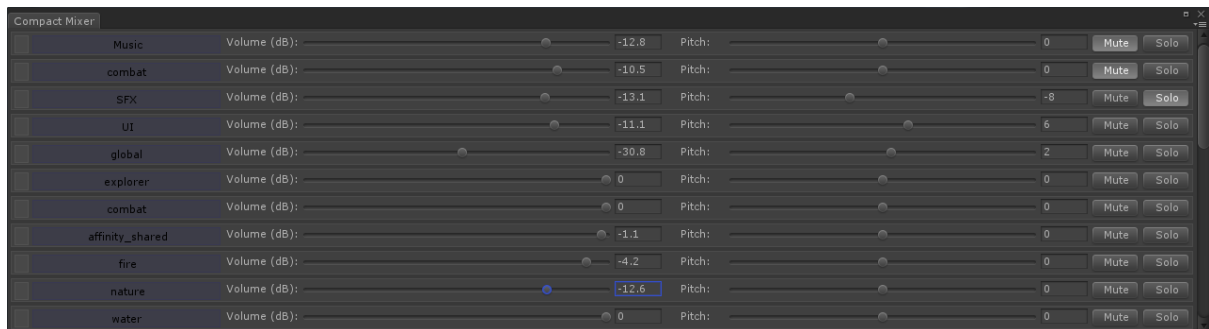 Compact Mixer
Music Volume (dB): -12.8 Pitch: 0 Mute Solo
combat Volume (dB): -10.5 Pitch: 0 Mute Solo
SFX Volume (dB): -13.1 Pitch: -8 Mute Solo
UI Volume (dB): -11.1 Pitch: 6 Mute Solo
global Volume (dB): -30.8 Pitch: 2 Mute Solo
explorer Volume (dB): 0 Pitch: 0 Mute Solo
combat Volume (dB): 0 Pitch: 0 Mute Solo
affinity_shared Volume (dB): -1.1 Pitch: 0 Mute Solo
fire Volume (dB): -4.2 Pitch: 0 Mute Solo
nature Volume (dB): -12.6 Pitch: 0 Mute Solo
water Volume (dB): 0 Pitch: 0 Mute Solo